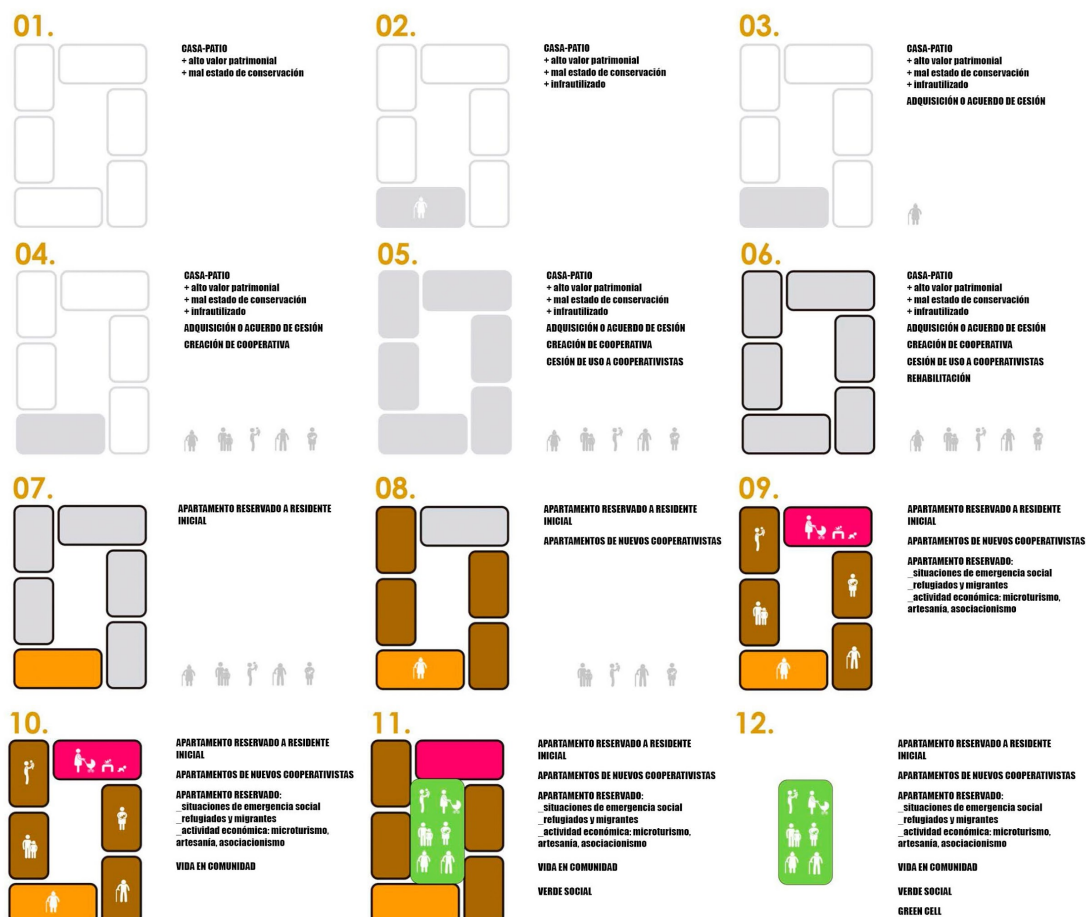 01.
CASA-PATIO
+ alto valor patrimonial
+ mal estado de conservación
02.
CASA-PATIO
+ alto valor patrimonial
+ mal estado de conservación
+ infrautilizado
03.
CASA-PATIO
+ alto valor patrimonial
+ mal estado de conservación
+ infrautilizado
ADQUISICIÓN O ACUERDO DE CESIÓN
04.
CASA-PATIO
+ alto valor patrimonial
+ mal estado de conservación
+ infrautilizado
ADQUISICIÓN O ACUERDO DE CESIÓN
CREACIÓN DE COOPERATIVA
05.
CASA-PATIO
+ alto valor patrimonial
+ mal estado de conservación
+ infrautilizado
ADQUISICIÓN O ACUERDO DE CESIÓN
CREACIÓN DE COOPERATIVA
CESIÓN DE USO A COOPERATIVISTAS
06.
CASA-PATIO
+ alto valor patrimonial
+ mal estado de conservación
+ infrautilizado
ADQUISICIÓN O ACUERDO DE CESIÓN
CREACIÓN DE COOPERATIVA
CESIÓN DE USO A COOPERATIVISTAS
REHABILITACIÓN
07.
APARTAMENTO RESERVADO A RESIDENTE
INICIAL
08.
APARTAMENTO RESERVADO A RESIDENTE
INICIAL
APARTAMENTOS DE NUEVOS COOPERATIVISTAS
09.
APARTAMENTO RESERVADO A RESIDENTE
INICIAL
APARTAMENTOS DE NUEVOS COOPERATIVISTAS
APARTAMENTO RESERVADO:
_situaciones de emergencia social
_refugiados y migrantes
_actividad económica: microturismo,
artesanía, asociacionismo
10.
APARTAMENTO RESERVADO A RESIDENTE
INICIAL
APARTAMENTOS DE NUEVOS COOPERATIVISTAS
APARTAMENTO RESERVADO:
_situaciones de emergencia social
_refugiados y migrantes
_actividad económica: microturismo,
artesanía, asociacionismo
VIDA EN COMUNIDAD
11.
APARTAMENTO RESERVADO A RESIDENTE
INICIAL
APARTAMENTOS DE NUEVOS COOPERATIVISTAS
APARTAMENTO RESERVADO:
_situaciones de emergencia social
_refugiados y migrantes
_actividad económica: microturismo,
artesanía, asociacionismo
VIDA EN COMUNIDAD
VERDE SOCIAL
12.
APARTAMENTO RESERVADO A RESIDENTE
INICIAL
APARTAMENTOS DE NUEVOS COOPERATIVISTAS
APARTAMENTO RESERVADO:
_situaciones de emergencia social
_refugiados y migrantes
_actividad económica: microturismo,
artesanía, asociacionismo
VIDA EN COMUNIDAD
VERDE SOCIAL
GREEN CELL